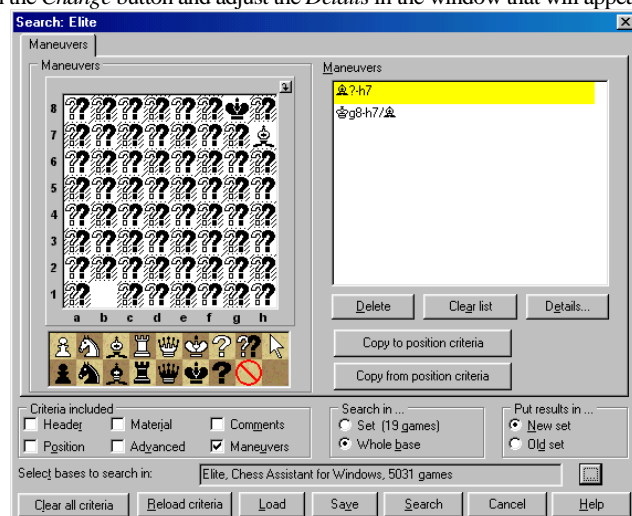 the Change button and adjust the Details in the window that will appea
Search: Elite
Maneuvers
Maneuvers
8
7
6
5
4
3
2
1
a b c d e f g h
Maneuvers
?-h7
g8-h7/
Delete Clear list Details...
Copy to position criteria
Copy from position criteria
Criteria included
Header Material Comments
Position Advanced Maneuvers
Search in ...
Set (19 games)
Whole base
Put results in ...
New set
Old set
Select bases to search in: Elite, Chess Assistant for Windows, 5031 games ...
Clear all criteria Reload criteria Load Save Search Cancel Help